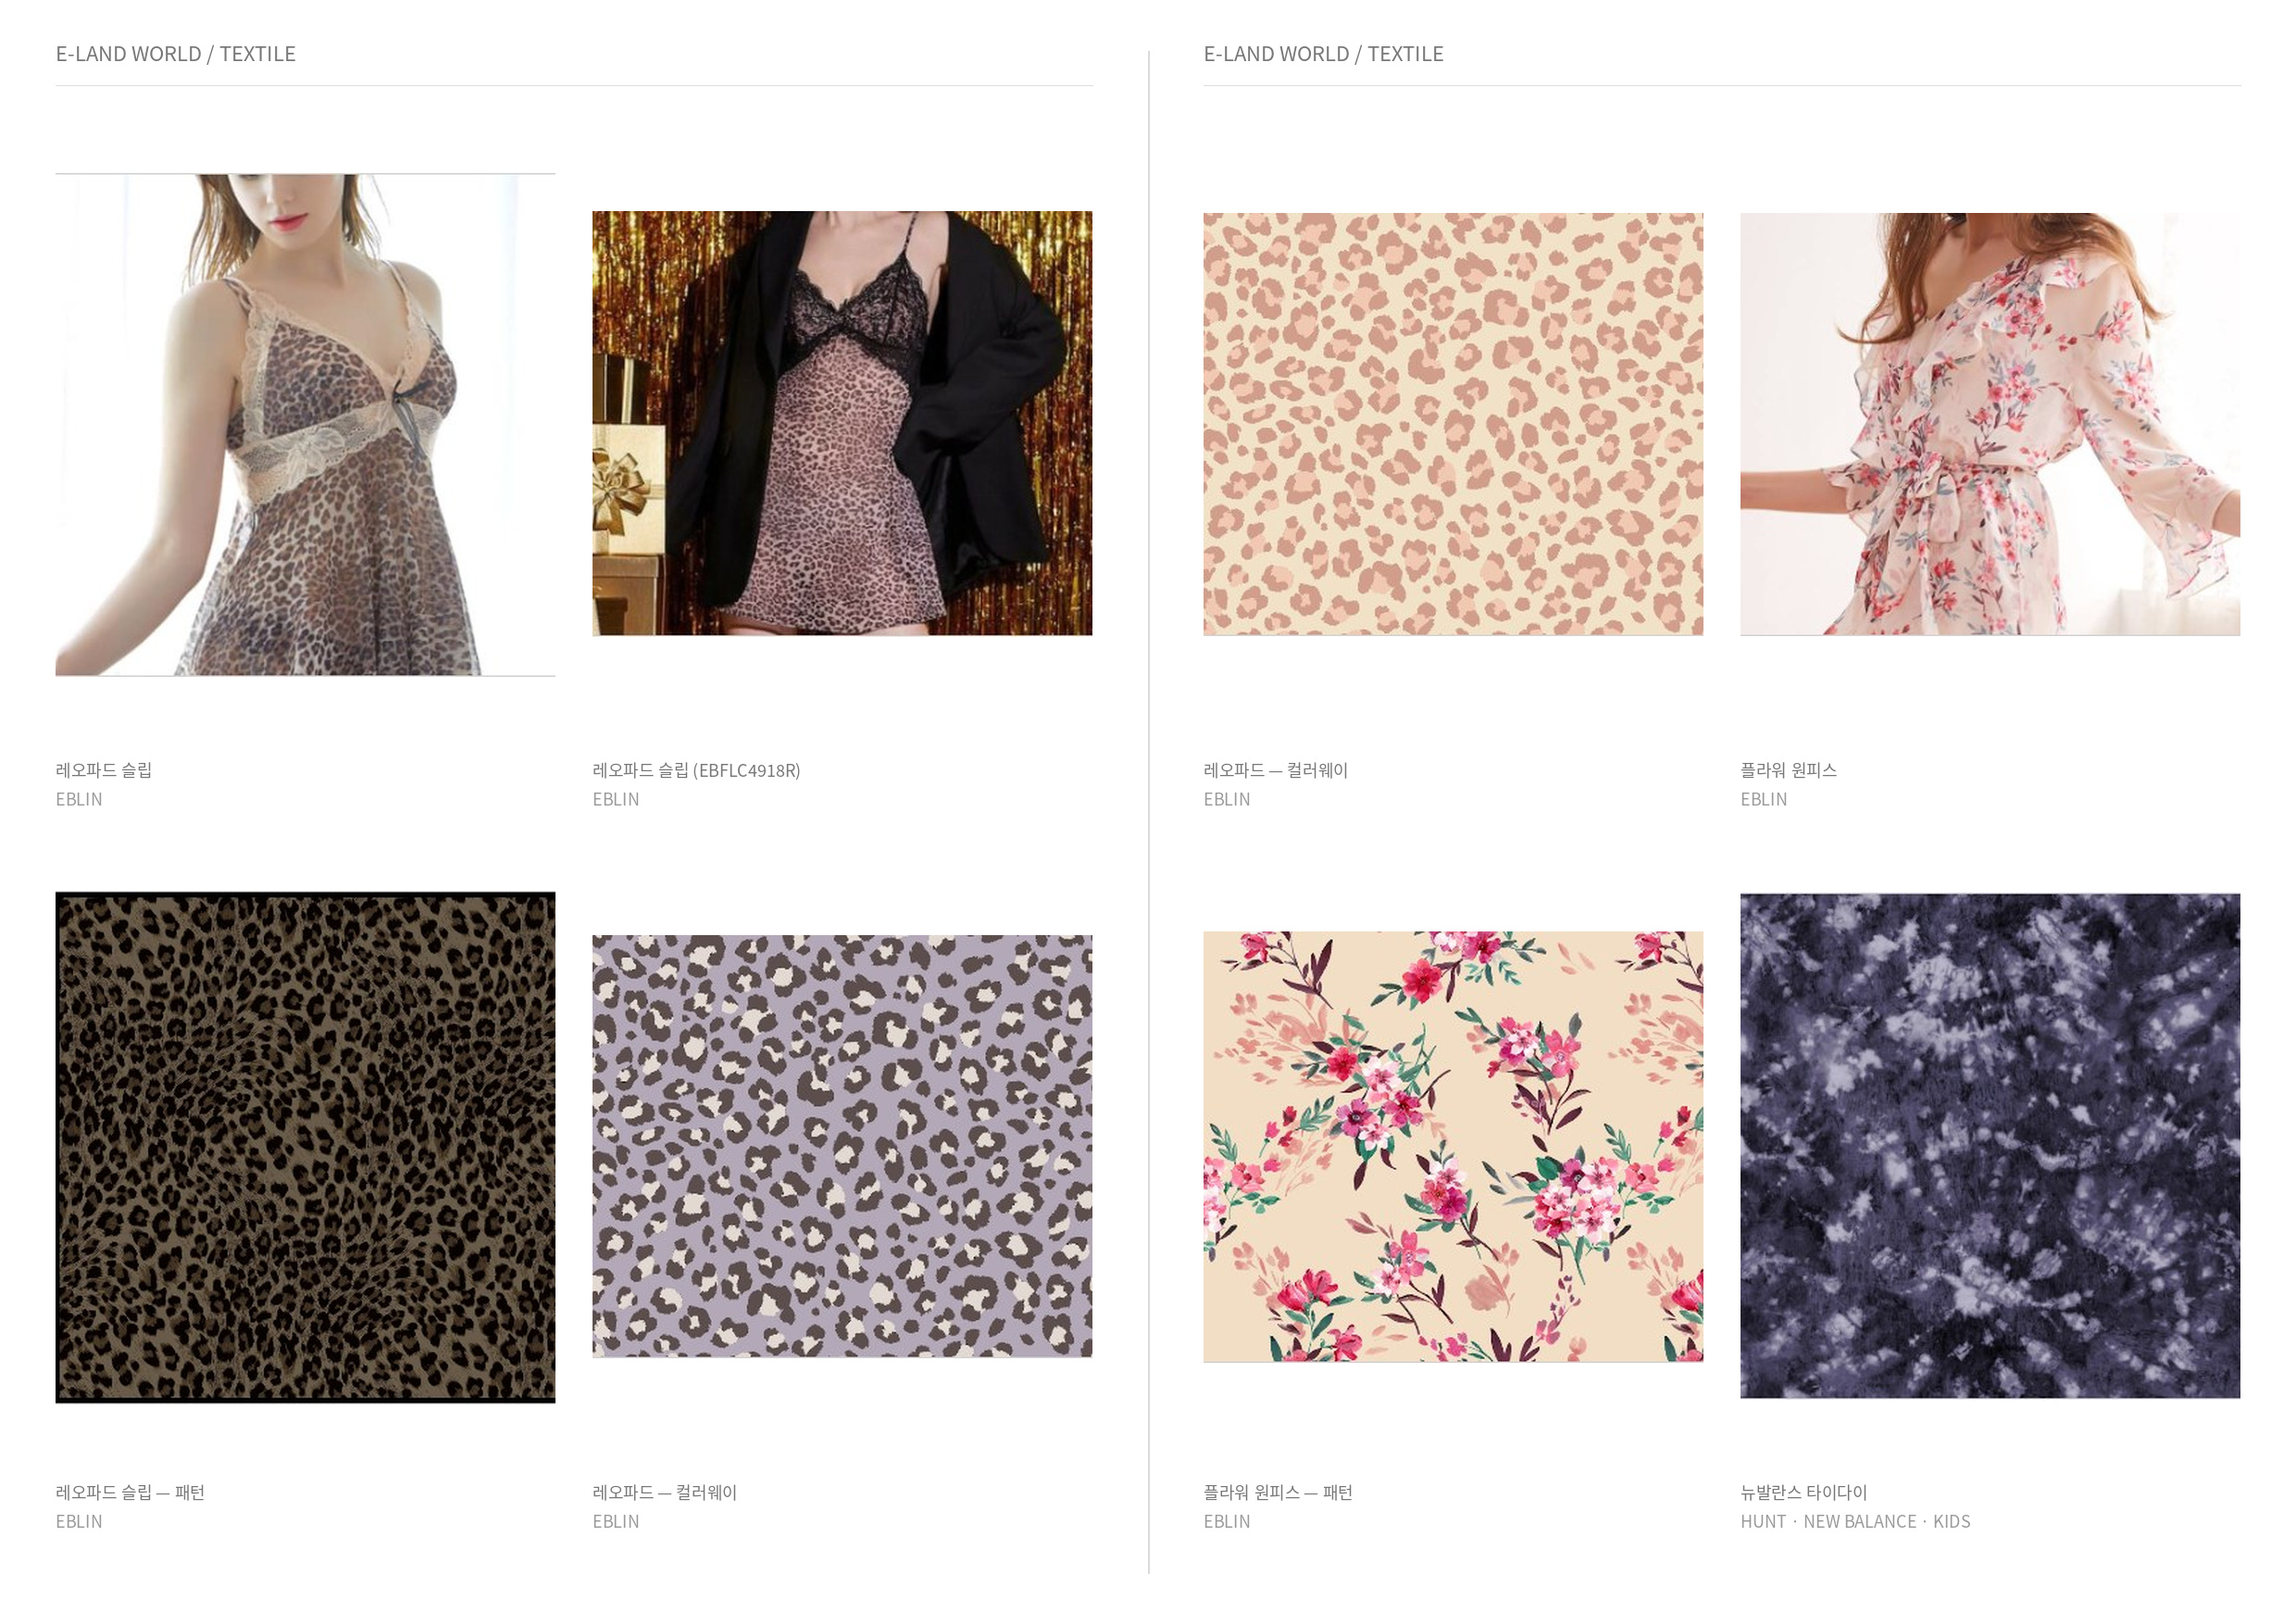 E-LAND WORLD / TEXTILE
레오파드 슬립
EBLIN
레오파드 슬립 (EBFLC4918R)
EBLIN
레오파드 슬립 — 패턴
EBLIN
레오파드 — 컬러웨이
EBLIN
E-LAND WORLD / TEXTILE
레오파드 — 컬러웨이
EBLIN
플라워 원피스
EBLIN
플라워 원피스 — 패턴
EBLIN
뉴발란스 타이다이
HUNT · NEW BALANCE · KIDS